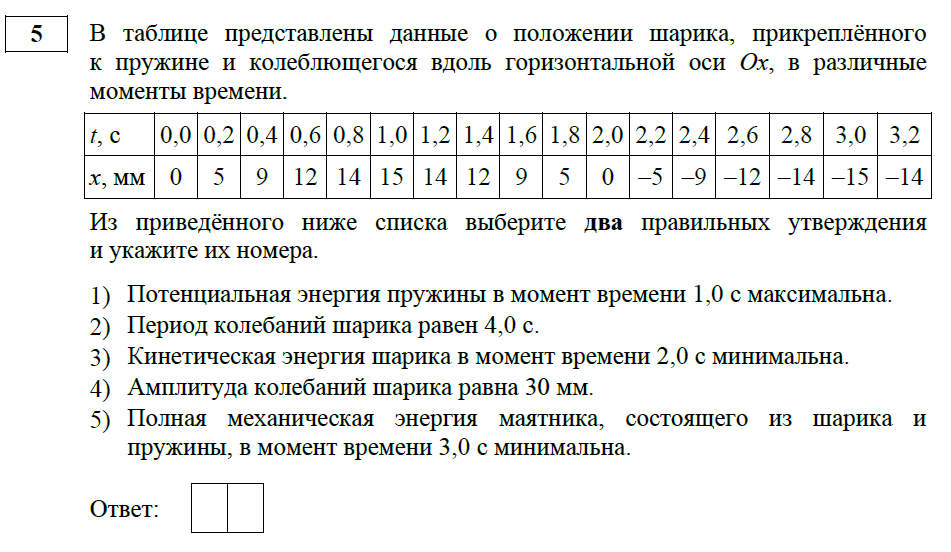 5
В таблице представлены данные о положении шарика, прикреплённого
к пружине и колеблющегося вдоль горизонтальной оси Ox, в различные
моменты времени.
t, с 0,0 0,2 0,4 0,6 0,8 1,0 1,2 1,4 1,6 1,8 2,0 2,2 2,4 2,6 2,8 3,0 3,2
x, мм 0 5 9 12 14 15 14 12 9 5 0 –5 –9 –12 –14 –15 –14
Из приведённого ниже списка выберите два правильных утверждения
и укажите их номера.
1) Потенциальная энергия пружины в момент времени 1,0 с максимальна.
2) Период колебаний шарика равен 4,0 с.
3) Кинетическая энергия шарика в момент времени 2,0 с минимальна.
4) Амплитуда колебаний шарика равна 30 мм.
5) Полная механическая энергия маятника, состоящего из шарика и
пружины, в момент времени 3,0 с минимальна.
Ответ: